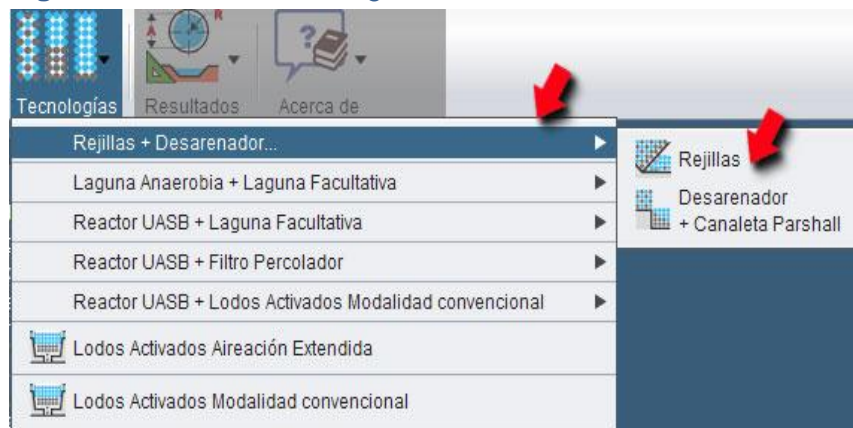 Tecnologías
Resultados
Acerca de
Rejillas + Desarenador...
Laguna Anaerobia + Laguna Facultativa
Reactor UASB + Laguna Facultativa
Reactor UASB + Filtro Percolador
Reactor UASB + Lodos Activados Modalidad convencional
Lodos Activados Aireación Extendida
Lodos Activados Modalidad convencional
Rejillas
Desarenador
+ Canaleta Parshall